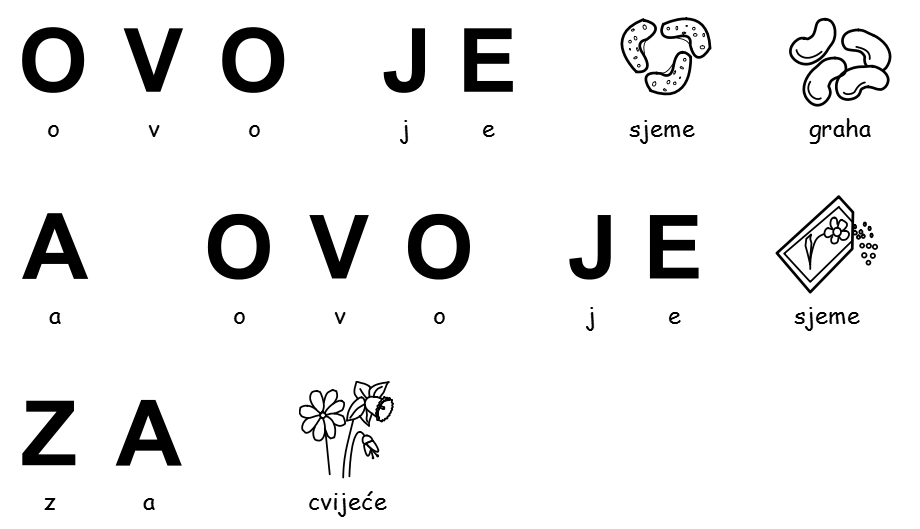 OVO JE
o v o j e sjeme graha
A OVO JE
a o v o j e sjeme
ZA
z a cvijeće